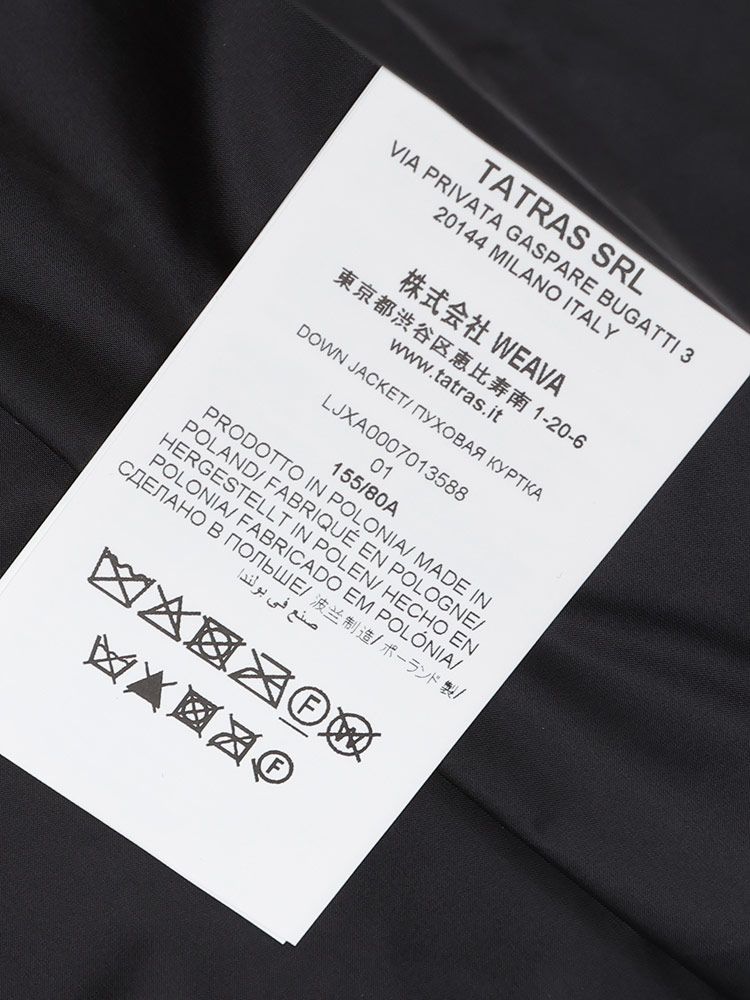 TATRAS SRL
VIA PRIVATA GASPARE BUGATTI 3
20144 MILANO ITALY
株式会社 WEAVA
東京都渋谷区恵比寿南 1-20-6
www.tatras.it
DOWN JACKET/ ПУХОВАЯ КУРТКА
LJXA0007013588
01
155/80A
PRODOTTO IN POLONIA/ MADE IN
POLAND/ FABRIQUÉ EN POLOGNE/
HERGESTELLT IN POLEN/ HECHO EN
POLONIA/ FABRICADO EM POLÓNIA/
СДЕЛАНО В ПОЛЬШЕ/ 波兰制造/ ポーランド製/
صنع في بولندا
F W
F